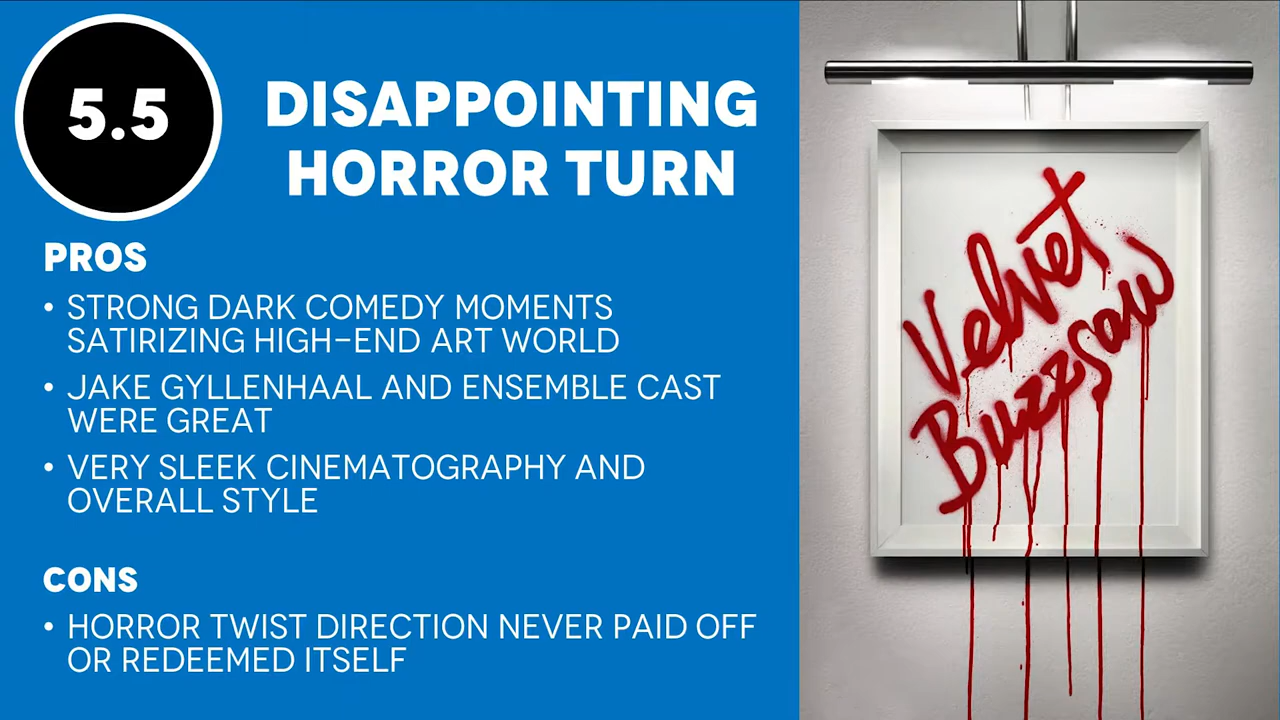 5.5
DISAPPOINTING
HORROR TURN
PROS
• STRONG DARK COMEDY MOMENTS
SATIRIZING HIGH-END ART WORLD
• JAKE GYLLENHAAL AND ENSEMBLE CAST
WERE GREAT
• VERY SLEEK CINEMATOGRAPHY AND
OVERALL STYLE
CONS
• HORROR TWIST DIRECTION NEVER PAID OFF
OR REDEEMED ITSELF
Velvet
Buzzsaw